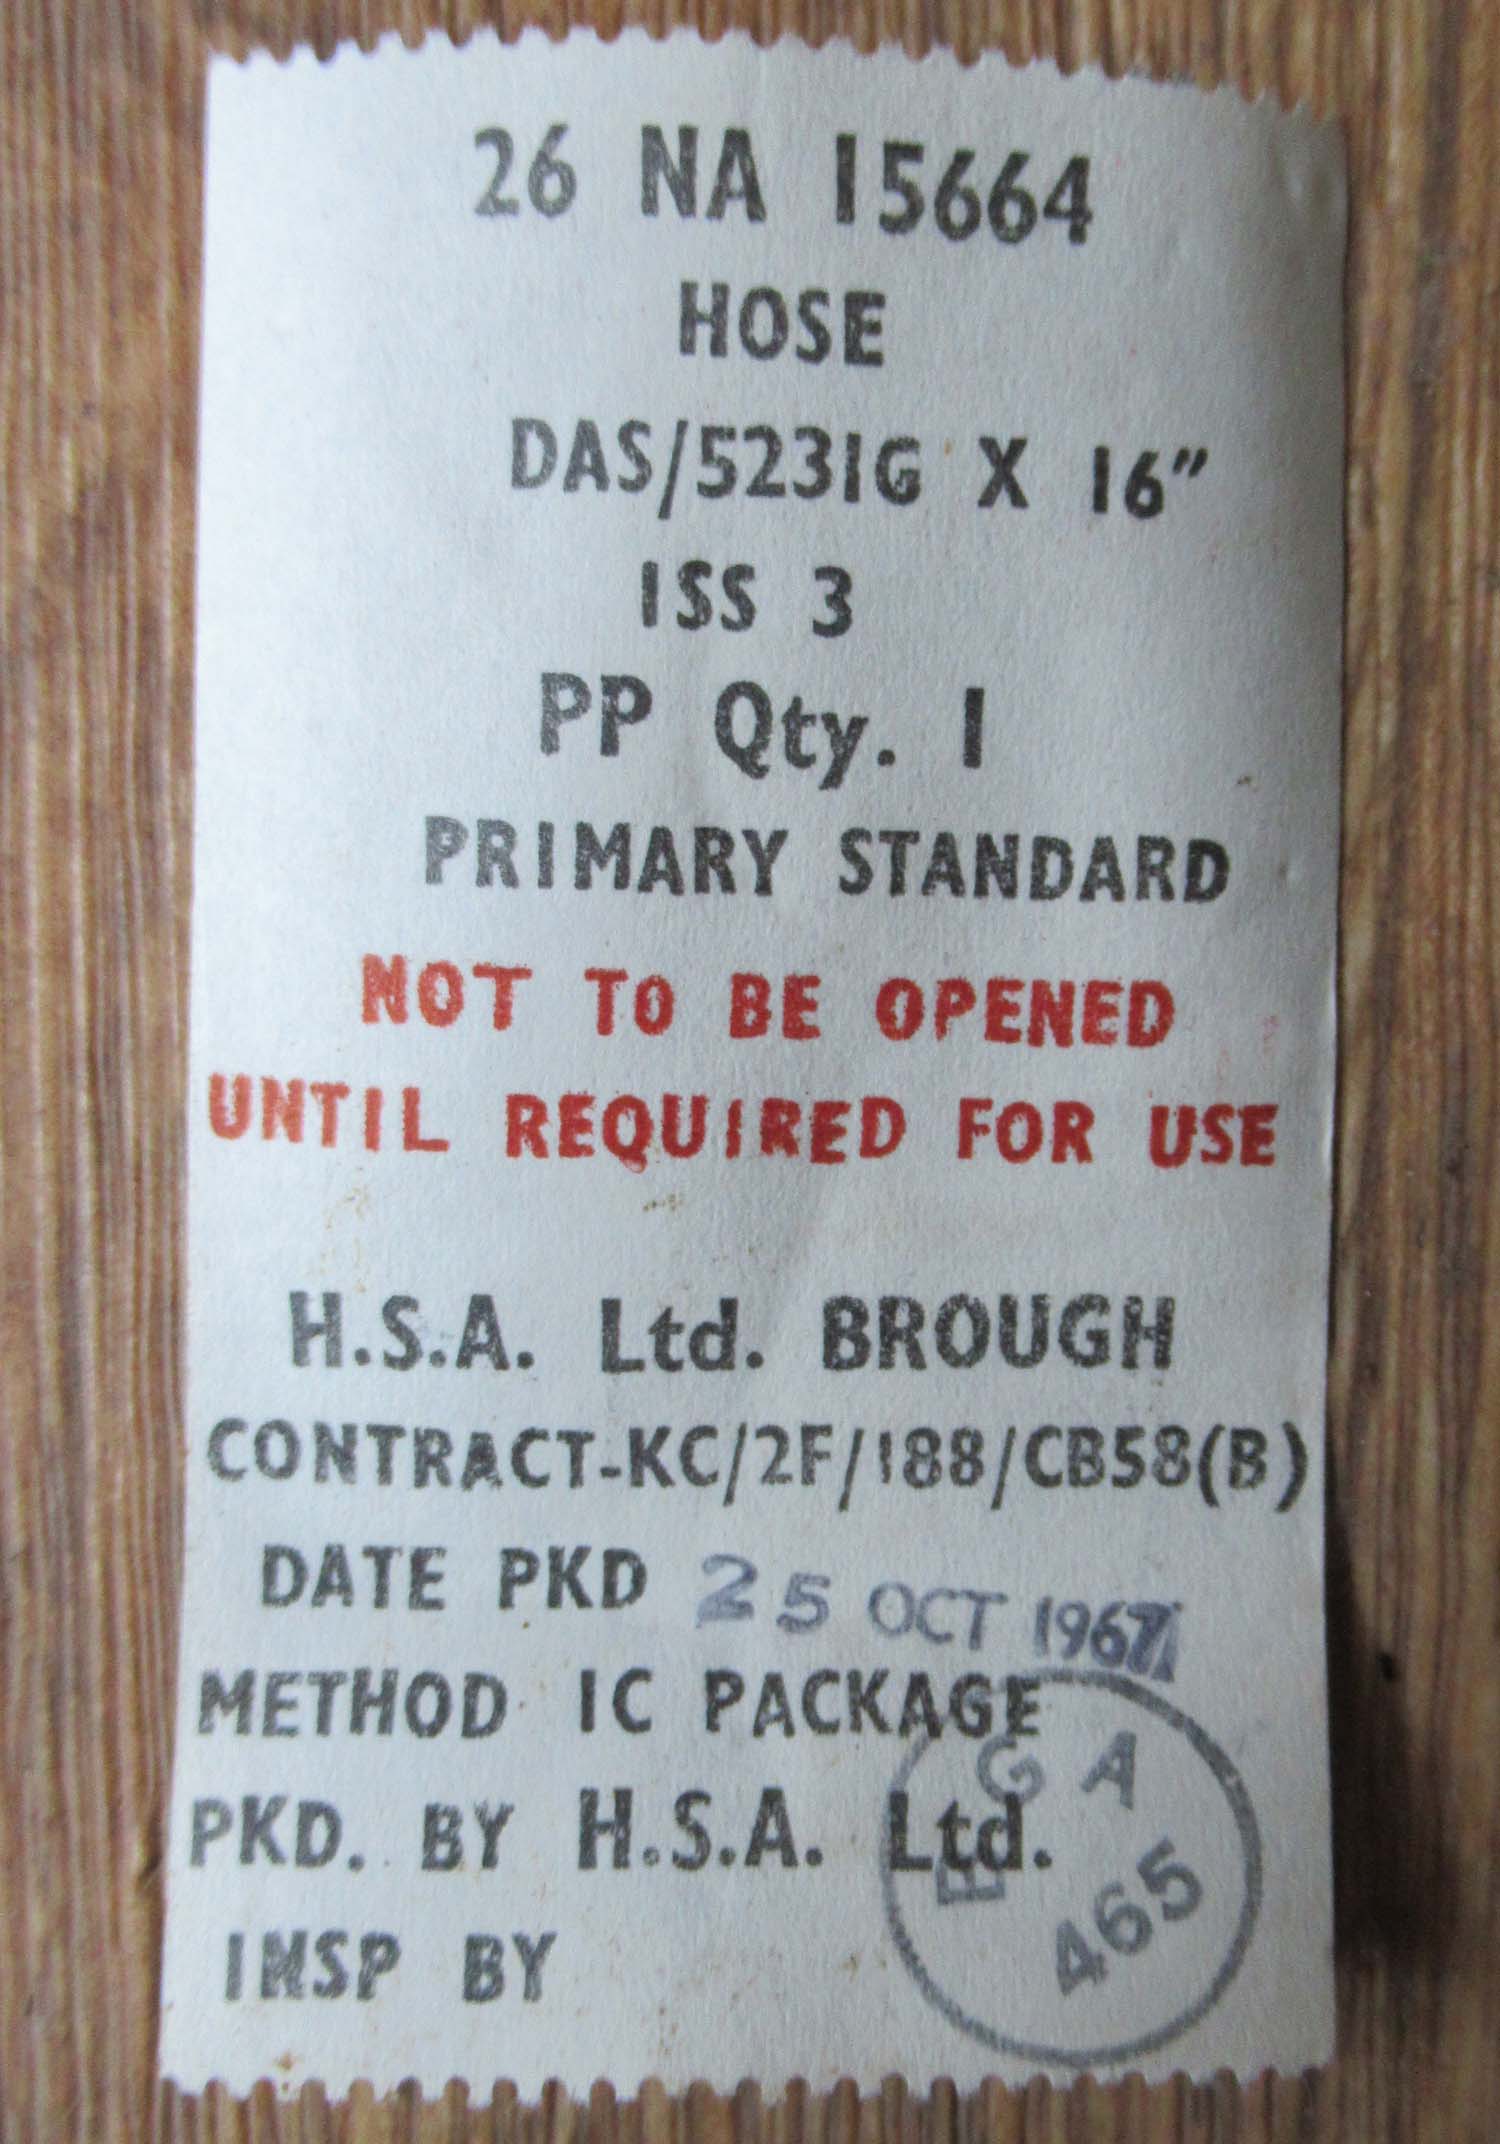 26 NA 15664
HOSE
DAS/5231G X 16"
ISS 3
PP Qty. 1
PRIMARY STANDARD
NOT TO BE OPENED
UNTIL REQUIRED FOR USE
H.S.A. Ltd. BROUGH
CONTRACT-KC/2F/188/CB58(B)
DATE PKD 25 OCT 1967
METHOD IC PACKAGE
PKD. BY H.S.A. Ltd.
INSP BY
G A
465